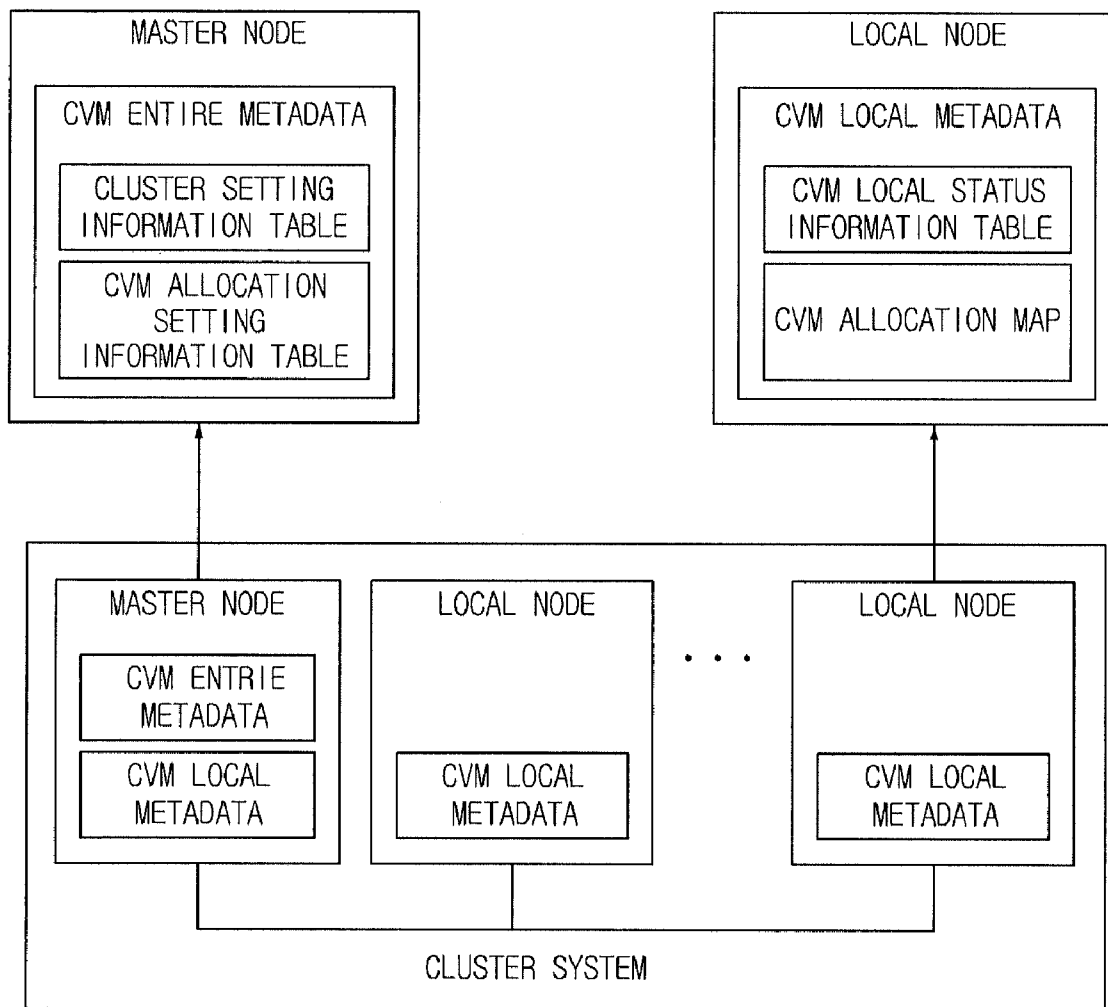 MASTER NODE
CVM ENTIRE METADATA
CLUSTER SETTING
INFORMATION TABLE
CVM ALLOCATION
SETTING
INFORMATION TABLE
LOCAL NODE
CVM LOCAL METADATA
CVM LOCAL STATUS
INFORMATION TABLE
CVM ALLOCATION MAP
MASTER NODE
CVM ENTRIE
METADATA
CVM LOCAL
METADATA
LOCAL NODE
CVM LOCAL
METADATA
. . .
LOCAL NODE
CVM LOCAL
METADATA
CLUSTER SYSTEM